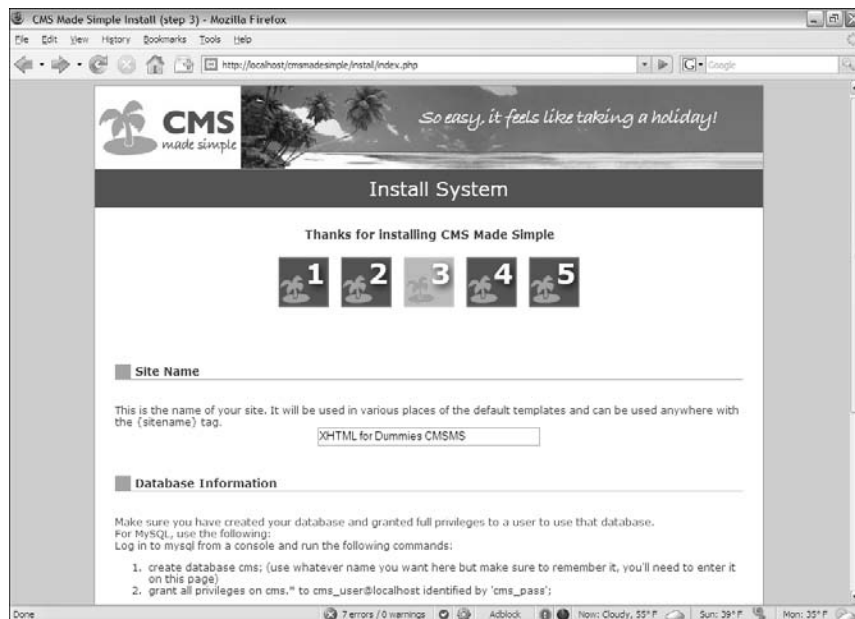 CMS Made Simple Install (step 3) - Mozilla Firefox
File Edit View History Bookmarks Tools Help
http://localhost/cmsmadesimple/install/index.php
Google
CMS
made simple
So easy, it feels like taking a holiday!
Install System
Thanks for installing CMS Made Simple
1 2 3 4 5
Site Name
This is the name of your site. It will be used in various places of the default templates and can be used anywhere with
the {sitename} tag.
XHTML for Dummies CMSMS
Database Information
Make sure you have created your database and granted full privileges to a user to use that database.
For MySQL, use the following:
Log in to mysql from a console and run the following commands:
1. create database cms; (use whatever name you want here but make sure to remember it, you'll need to enter it
on this page)
2. grant all privileges on cms.* to cms_user@localhost identified by 'cms_pass';
Done 7 errors / 0 warnings Adblock Now: Cloudy, 55° F Sun: 39° F Mon: 35° F